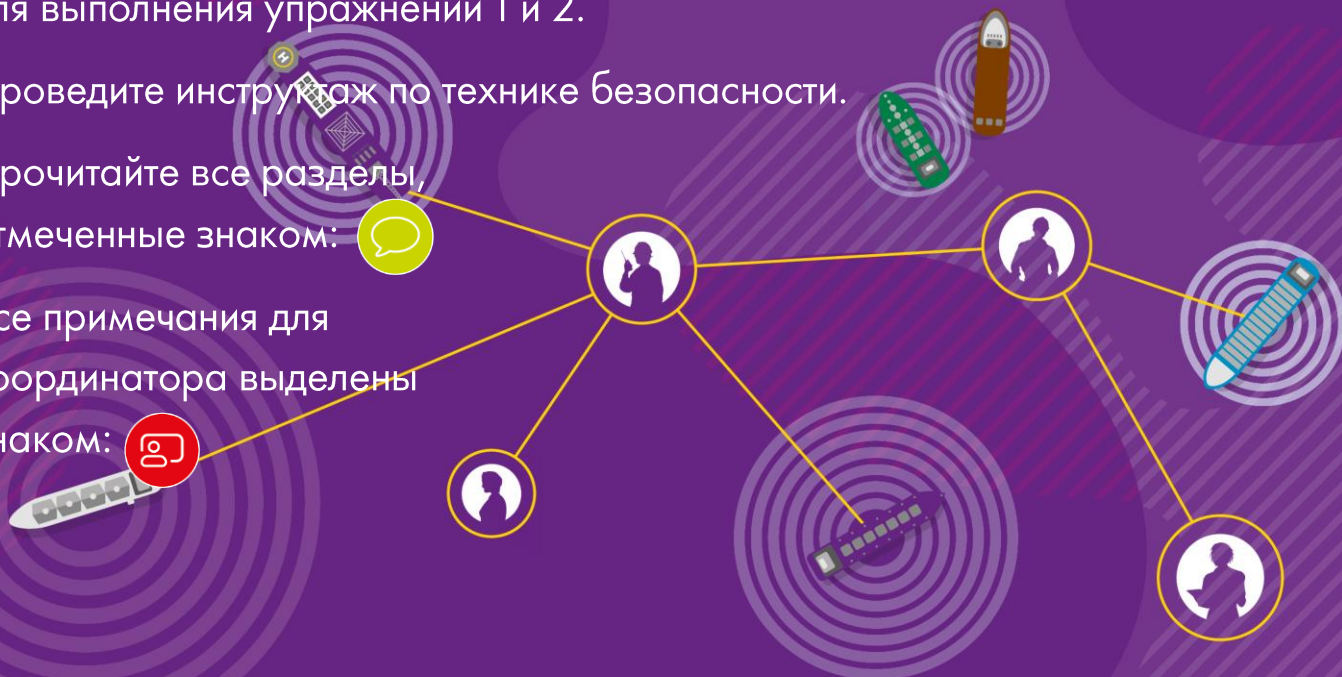 ля выполнения упражнений 1 и 2.
роведите инструктаж по технике безопасности.
рочитайте все разделы,
тмеченные знаком:
се примечания для
оординатора выделены
наком:
H